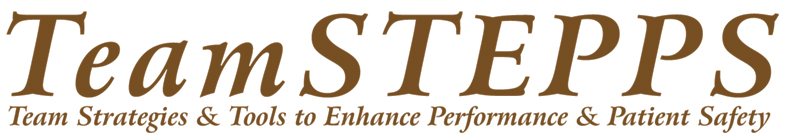 TeamSTEPPS
Team Strategies & Tools to Enhance Performance & Patient Safety